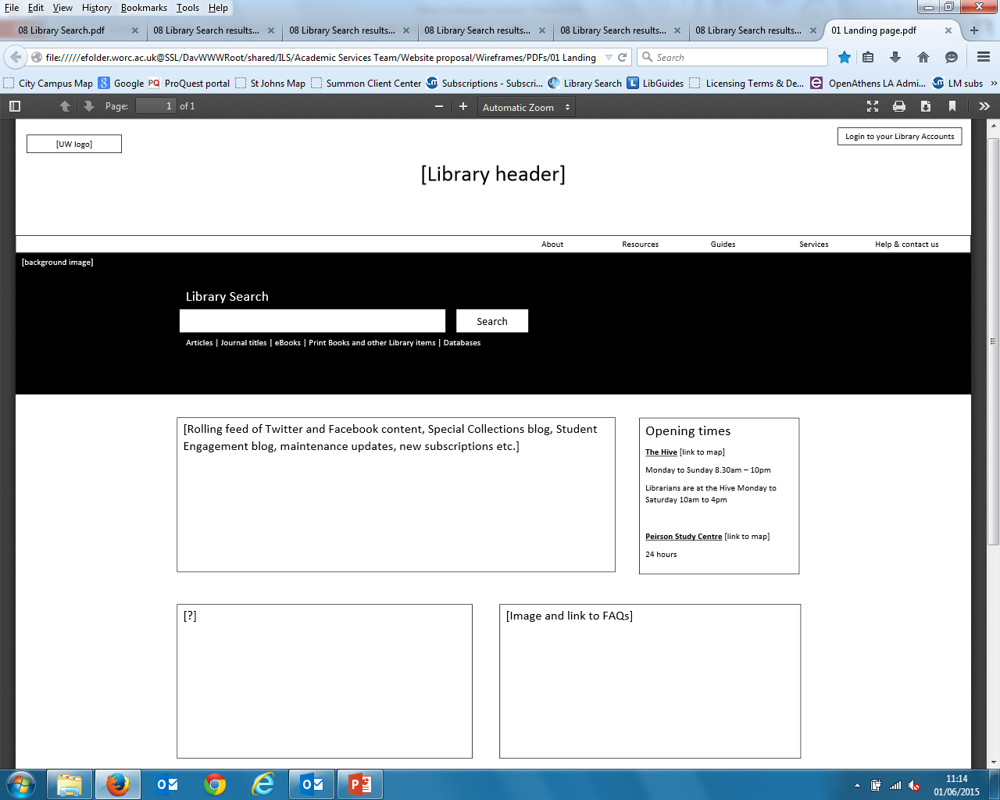 File Edit View History Bookmarks Tools Help
08 Library Search.pdf 08 Library Search results... 08 Library Search results... 08 Library Search results... 08 Library Search results... 08 Library Search results... 01 Landing page.pdf
file://///efolder.worc.ac.uk@SSL/DavWWWRoot/shared/ILS/Academic Services Team/Website proposal/Wireframes/PDFs/01 Landing Search
City Campus Map Google ProQuest portal St Johns Map Summon Client Center Subscriptions - Subscri... Library Search LibGuides Licensing Terms & De... OpenAthens LA Admi... LM subs
Page: 1 of 1 Automatic Zoom
[UW logo]
Login to your Library Accounts
[Library header]
About Resources Guides Services Help & contact us
[background image]
Library Search
Search
Articles | Journal titles | eBooks | Print Books and other Library items | Databases
[Rolling feed of Twitter and Facebook content, Special Collections blog, Student
Engagement blog, maintenance updates, new subscriptions etc.]
Opening times
The Hive [link to map]
Monday to Sunday 8.30am – 10pm
Librarians are at the Hive Monday to
Saturday 10am to 4pm
Peirson Study Centre [link to map]
24 hours
[?]
[Image and link to FAQs]
11:14
01/06/2015